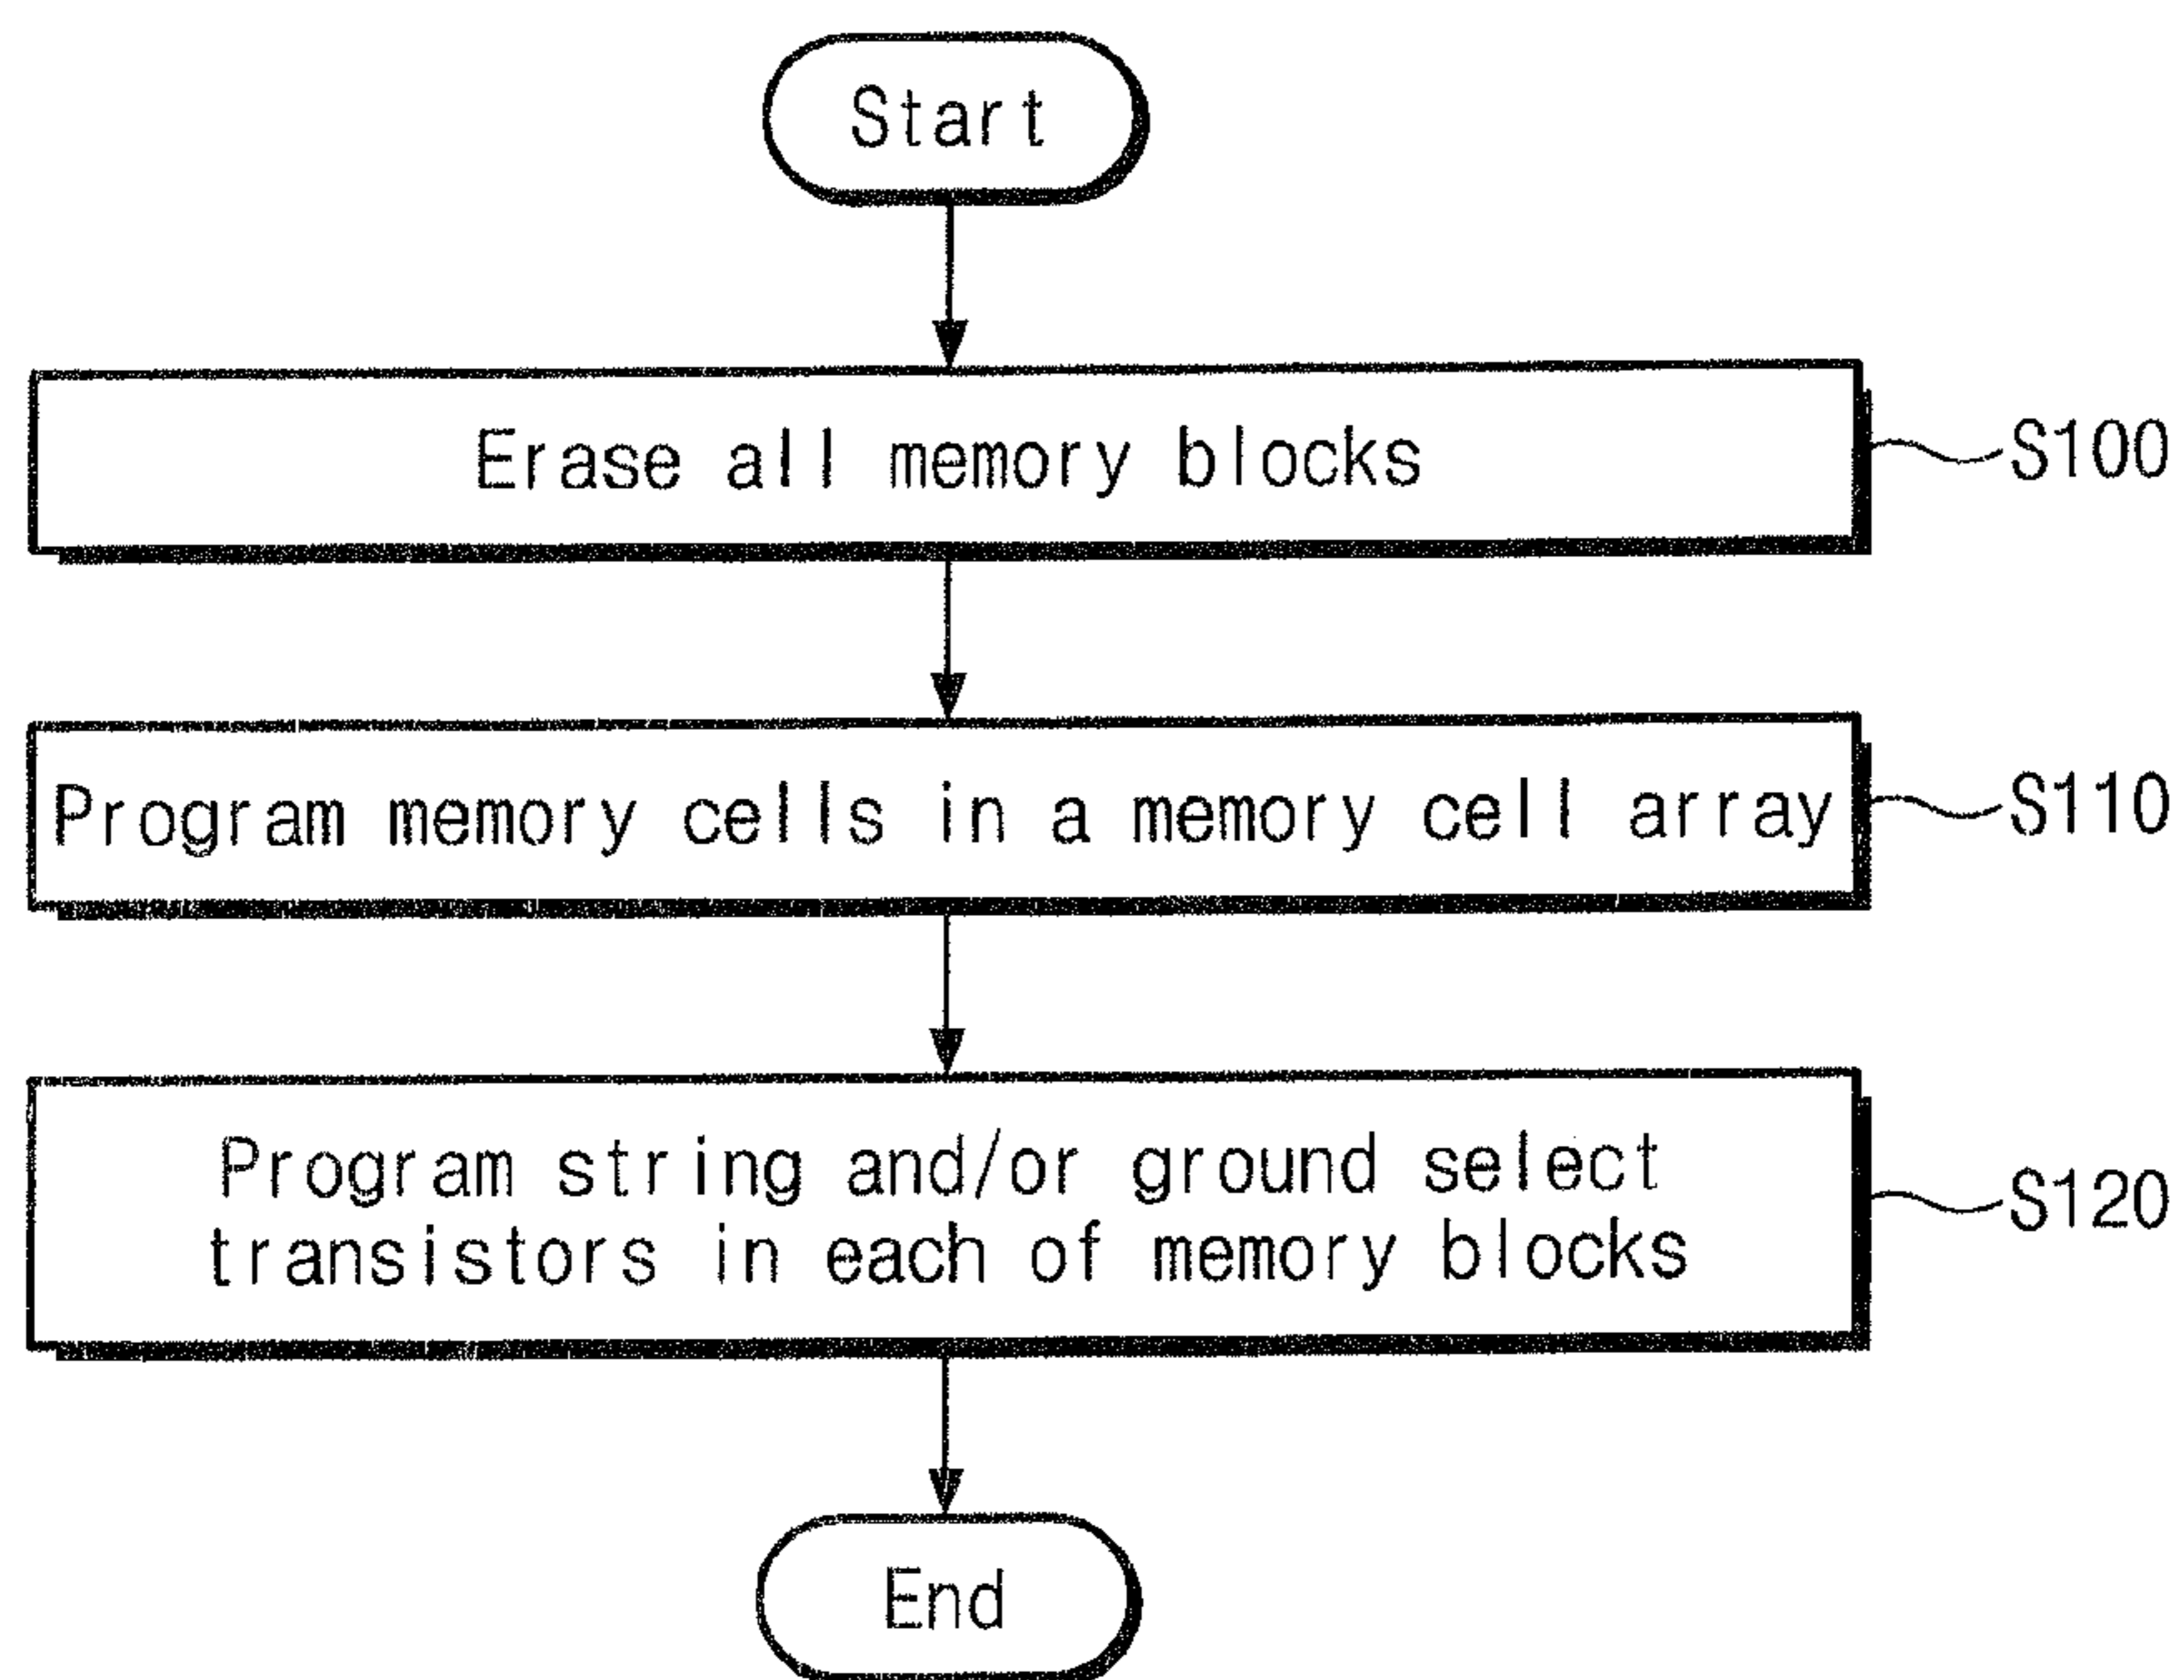 Start
Erase all memory blocks
S100
Program memory cells in a memory cell array
S110
Program string and/or ground select
transistors in each of memory blocks
S120
End